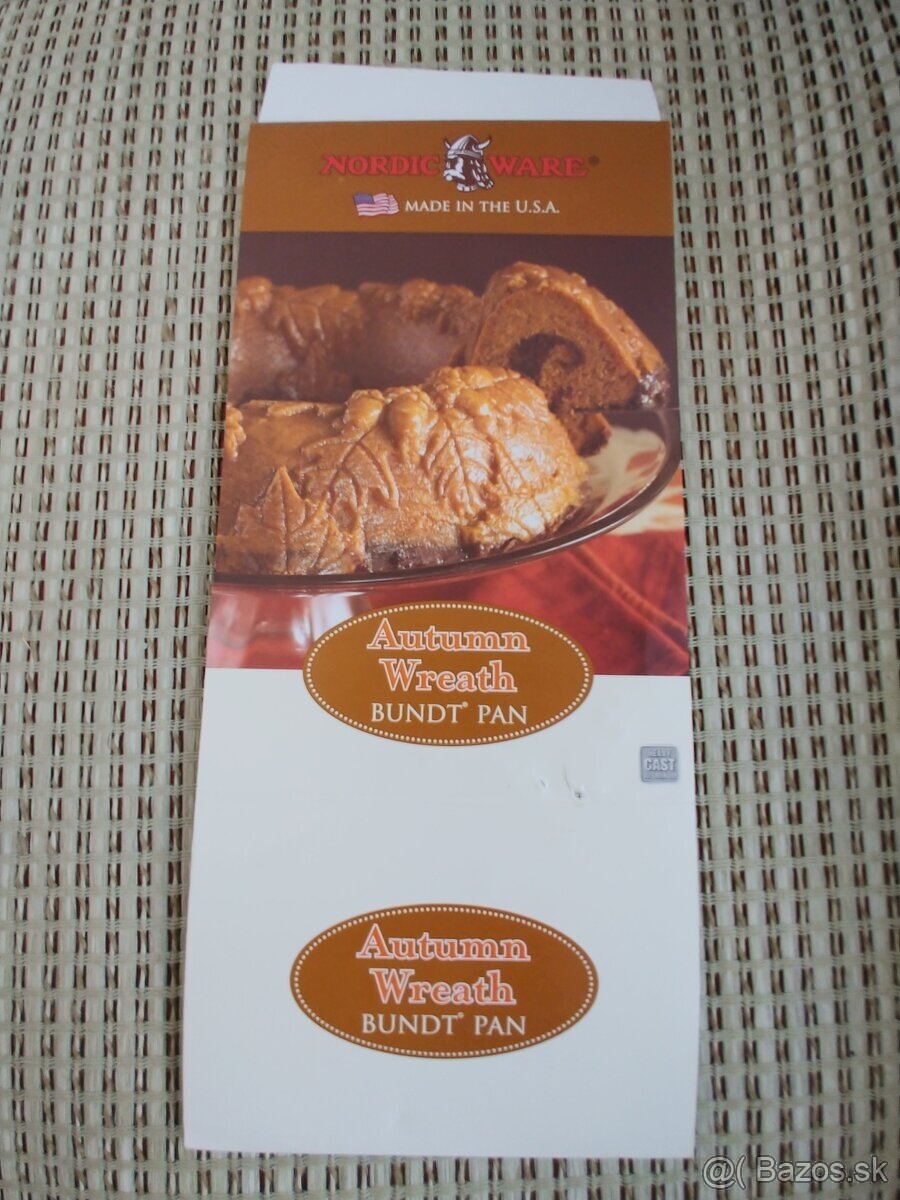 NORDIC WARE®
MADE IN THE U.S.A.
Autumn
Wreath
BUNDT® PAN
CAST
Autumn
Wreath
BUNDT® PAN
@( Bazos.sk